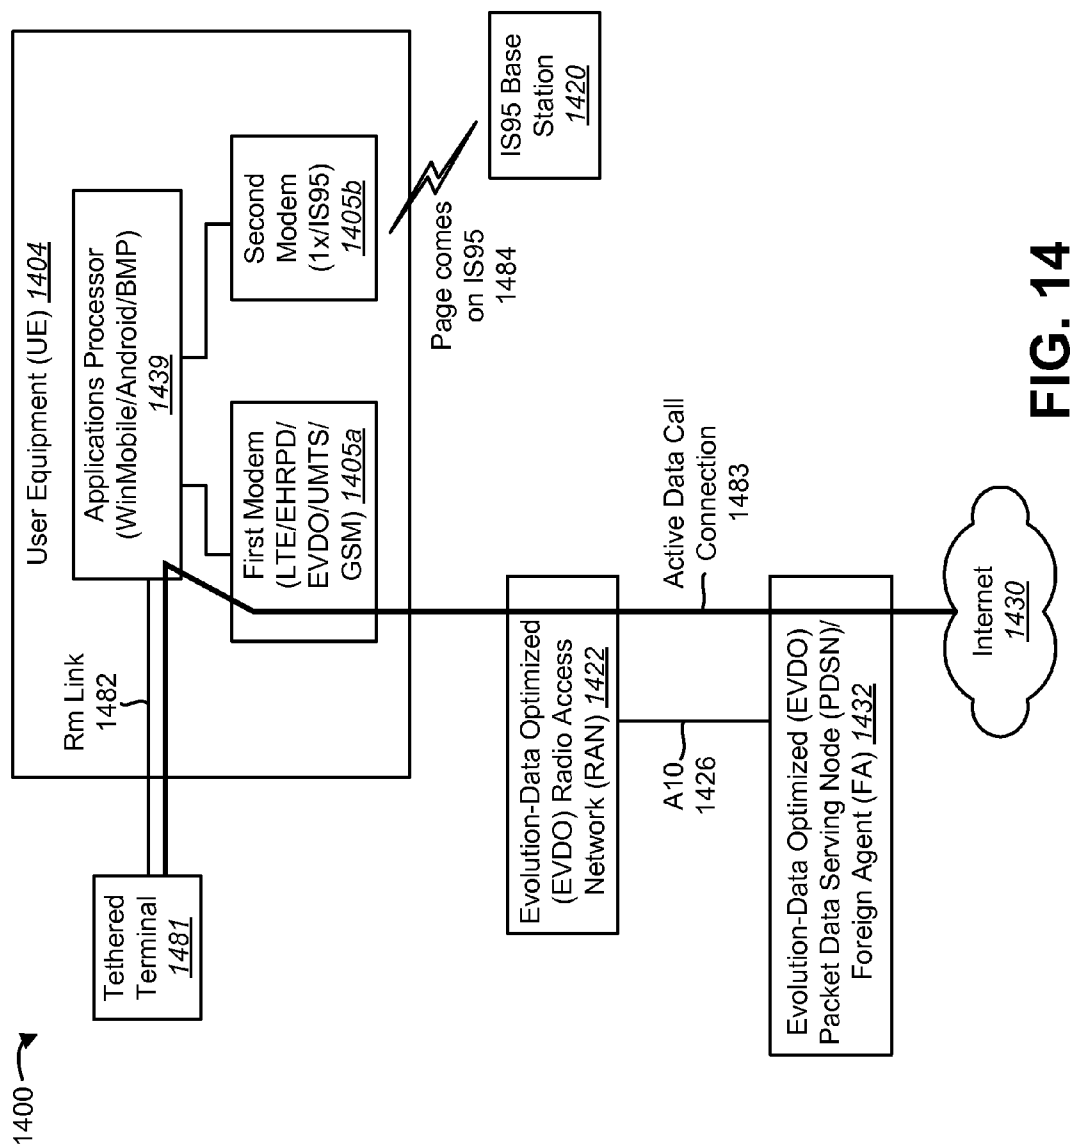 1400
Tethered
Terminal
1481
Rm Link
1482
User Equipment (UE) 1404
Applications Processor
(WinMobile/Android/BMP)
1439
First Modem
(LTE/EHRPD/
EVDO/UMTS/
GSM) 1405a
Second
Modem
(1x/IS95)
1405b
Page comes
on IS95
1484
IS95 Base
Station
1420
Evolution-Data Optimized
(EVDO) Radio Access
Network (RAN) 1422
A10
1426
Active Data Call
Connection
1483
Evolution-Data Optimized (EVDO)
Packet Data Serving Node (PDSN)/
Foreign Agent (FA) 1432
Internet
1430
FIG. 14